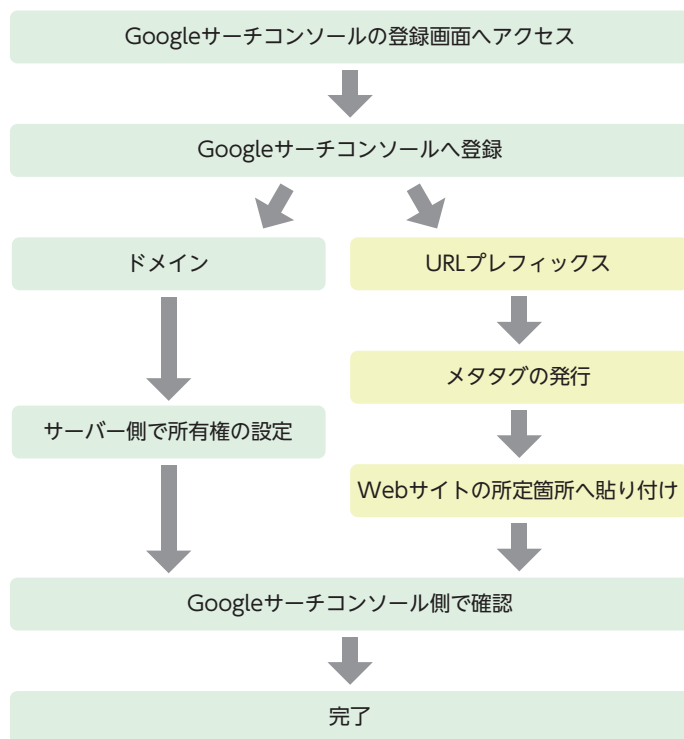 Googleサーチコンソールの登録画面へアクセス
Googleサーチコンソールへ登録
ドメイン
URLプレフィックス
メタタグの発行
サーバー側で所有権の設定
Webサイトの所定箇所へ貼り付け
Googleサーチコンソール側で確認
完了